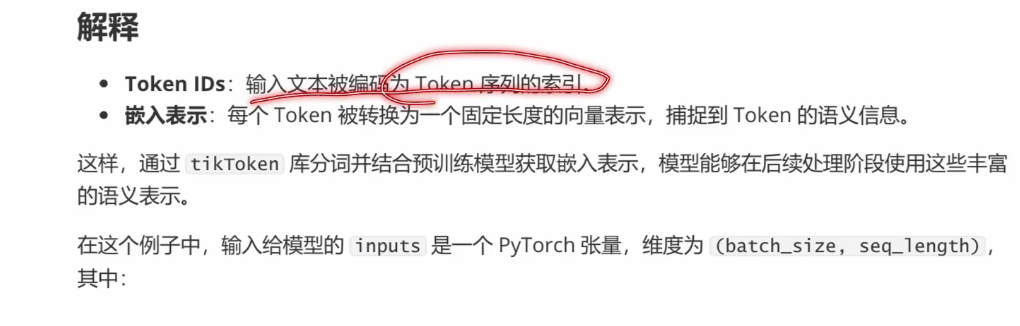 解释
Token IDs：输入文本被编码为 Token 序列的索引。
嵌入表示：每个 Token 被转换为一个固定长度的向量表示，捕捉到 Token 的语义信息。
这样，通过 tikToken 库分词并结合预训练模型获取嵌入表示，模型能够在后续处理阶段使用这些丰富
的语义表示。
在这个例子中，输入给模型的 inputs 是一个 PyTorch 张量，维度为 (batch_size, seq_length)，
其中：